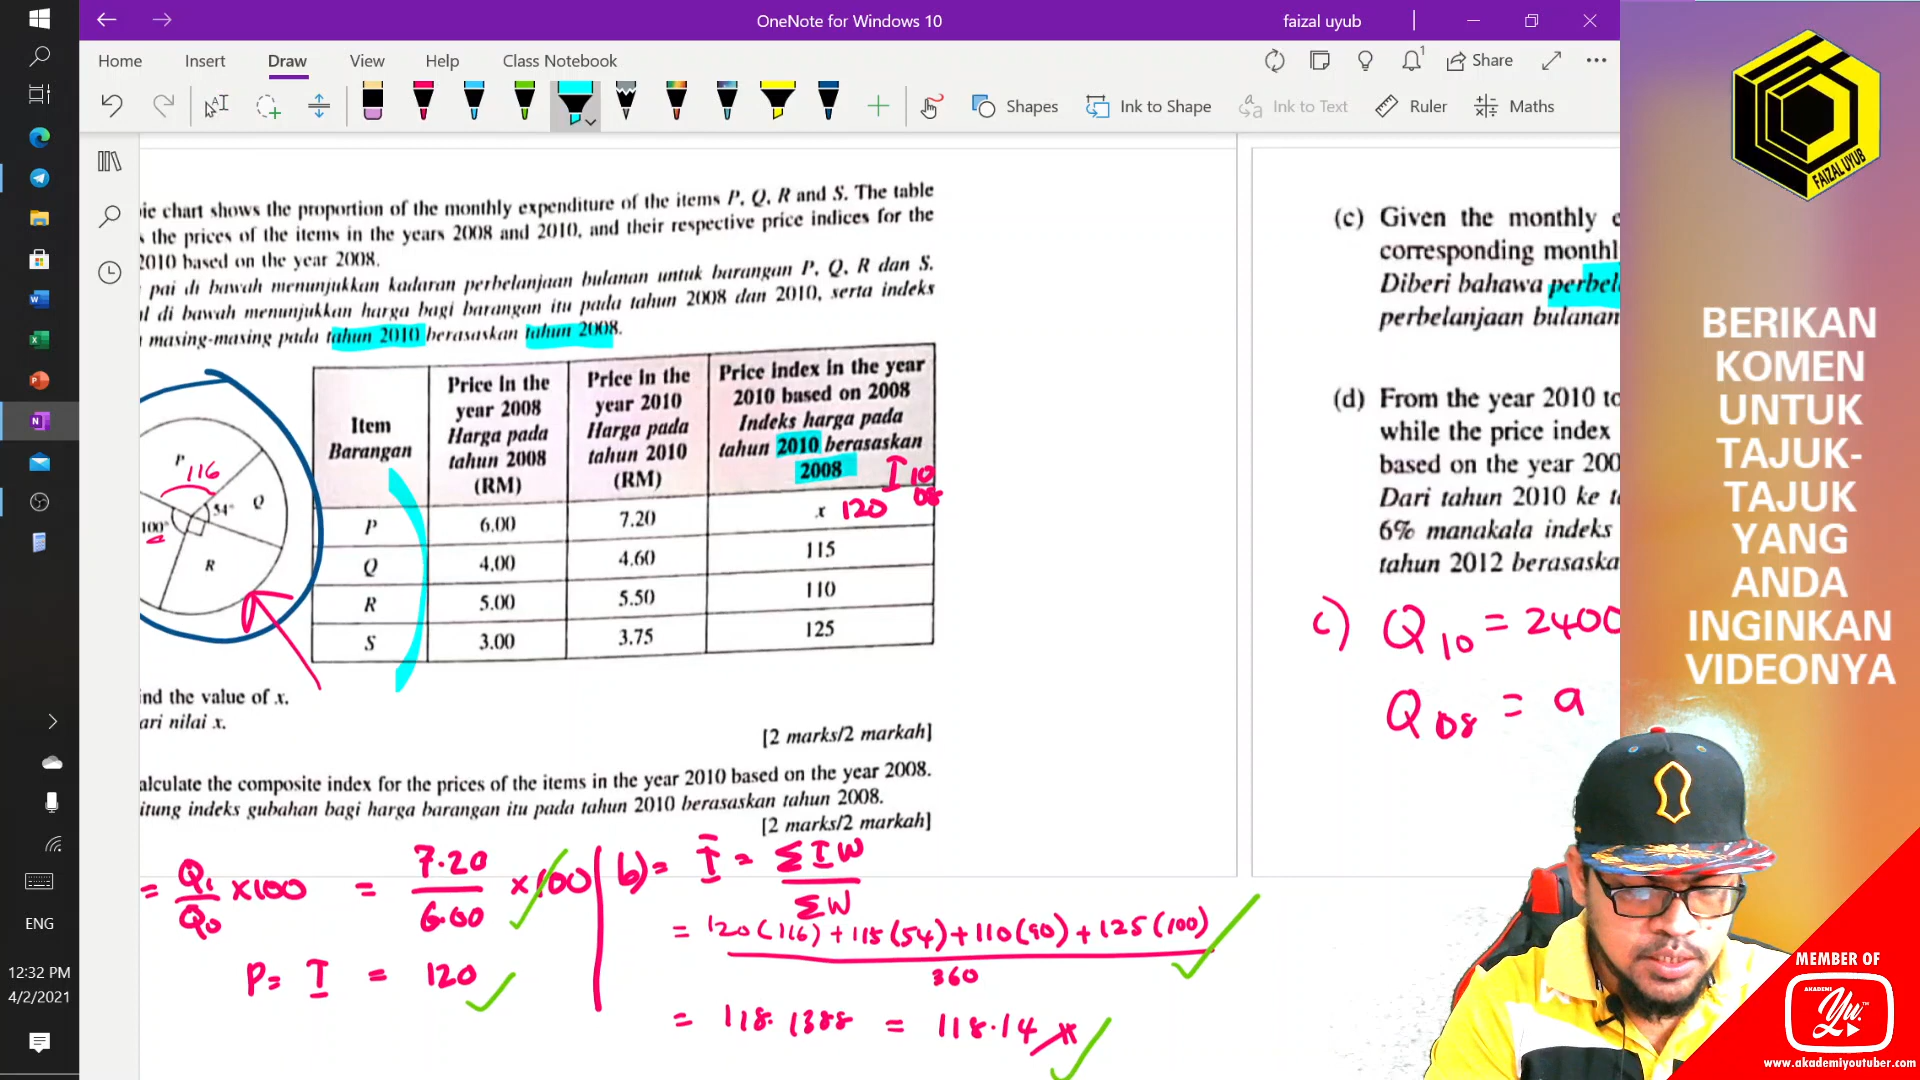 OneNote for Windows 10
faizal uyub
Home Insert Draw View Help Class Notebook
1 Share
Shapes Ink to Shape Ink to Text Ruler Maths
pie chart shows the proportion of the monthly expenditure of the items P, Q, R and S. The table
the prices of the items in the years 2008 and 2010, and their respective price indices for the
2010 based on the year 2008.
pai di bawah menunjukkan kadaran perbelanjaan bulanan untuk barangan P, Q, R dan S.
di bawah menunjukkan harga bagi barangan itu pada tahun 2008 dan 2010, serta indeks
masing-masing pada tahun 2010 berasaskan tahun 2008.
P
116
54°
Q
100°
R
Item
Barangan
Price in the
year 2008
Harga pada
tahun 2008
(RM)
Price in the
year 2010
Harga pada
tahun 2010
(RM)
Price index in the year
2010 based on 2008
Indeks harga pada
tahun 2010 berasaskan
2008
I 10
08
P 6.00 7.20 x 120
Q 4.00 4.60 115
R 5.00 5.50 110
S 3.00 3.75 125
nd the value of x.
ari nilai x.
[2 marks/2 markah]
alculate the composite index for the prices of the items in the year 2010 based on the year 2008.
itung indeks gubahan bagi harga barangan itu pada tahun 2010 berasaskan tahun 2008.
[2 marks/2 markah]
= Q1/Q0 x100 = 7.20/6.00 x100
P = I = 120
b) = I = ΣIW/ΣW
= 120(116) + 115(54) + 110(90) + 125(100)
360
= 118.1388 = 118.14
(c) Given the monthly e
corresponding monthl
Diberi bahawa perbel
perbelanjaan bulanan
(d) From the year 2010 to
while the price index
based on the year 200
Dari tahun 2010 ke t
6% manakala indeks
tahun 2012 berasaska
c) Q10 = 2400
Q08 = a
FAIZAL UYUB
BERIKAN
KOMEN
UNTUK
TAJUK-
TAJUK
YANG
ANDA
INGINKAN
VIDEONYA
MEMBER OF
AKADEMI
Yu
www.akademiyoutuber.com
ENG
12:32 PM
4/2/2021